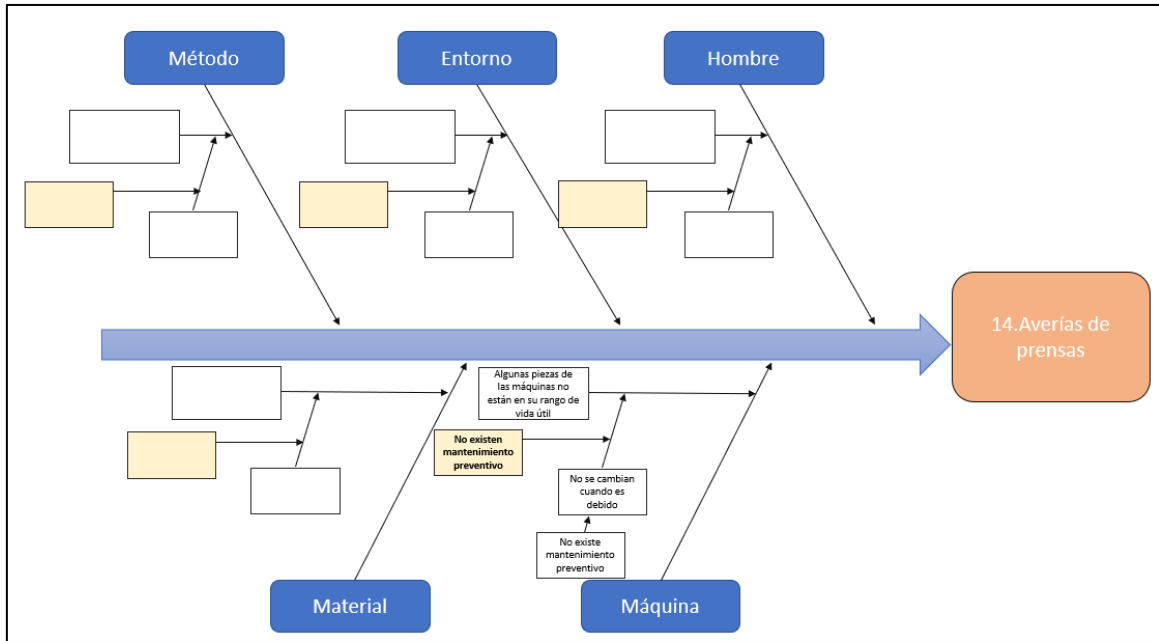 Método
Entorno
Hombre
14.Averías de
prensas
Algunas piezas de
las máquinas no
están en su rango de
vida útil
No existen
mantenimiento
preventivo
No se cambian
cuando es
debido
No existe
mantenimiento
preventivo
Material
Máquina